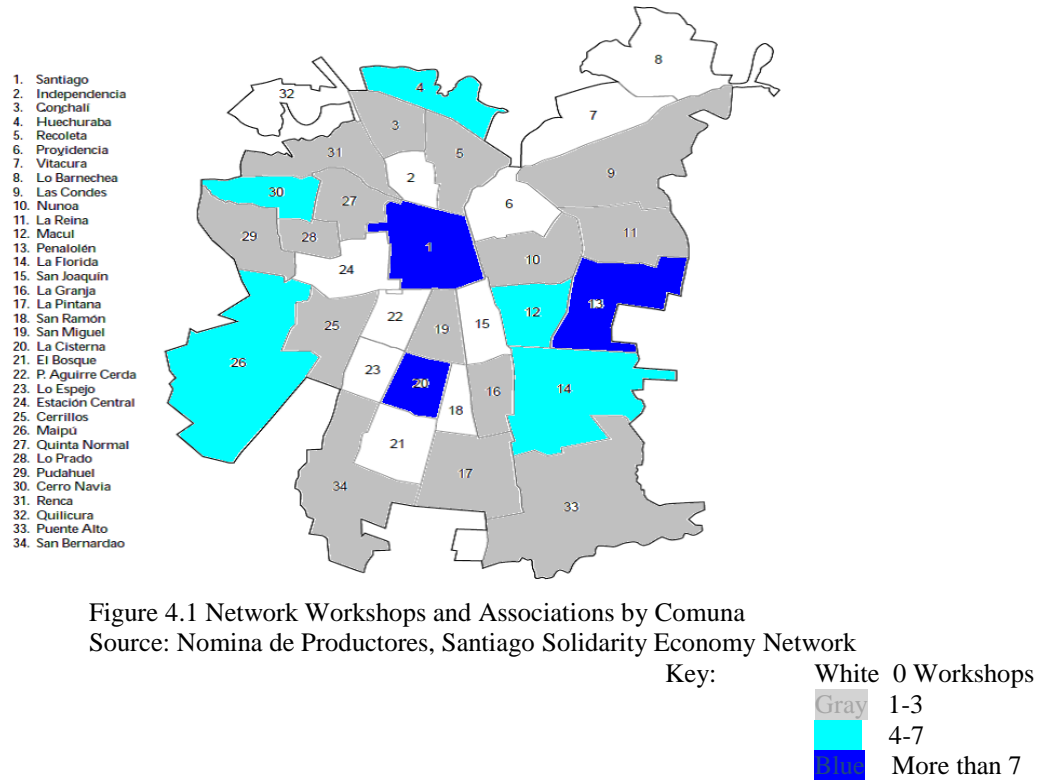 1. Santiago
2. Independencia
3. Conchalí
4. Huechuraba
5. Recoleta
6. Providencia
7. Vitacura
8. Lo Barnechea
9. Las Condes
10. Nunoa
11. La Reina
12. Macul
13. Penalolén
14. La Florida
15. San Joaquín
16. La Granja
17. La Pintana
18. San Ramón
19. San Miguel
20. La Cisterna
21. El Bosque
22. P. Aguirre Cerda
23. Lo Espejo
24. Estación Central
25. Cerrillos
26. Maipú
27. Quinta Normal
28. Lo Prado
29. Pudahuel
30. Cerro Navia
31. Renca
32. Quilicura
33. Puente Alto
34. San Bernardao
8
32
4
7
3
31
5
9
2
30
27
6
29
28
11
1
10
24
13
12
22
15
19
25
26
23
20
14
16
18
21
17
34
33
Figure 4.1 Network Workshops and Associations by Comuna
Source: Nomina de Productores, Santiago Solidarity Economy Network
Key: White 0 Workshops
Gray 1-3
4-7
Blue More than 7